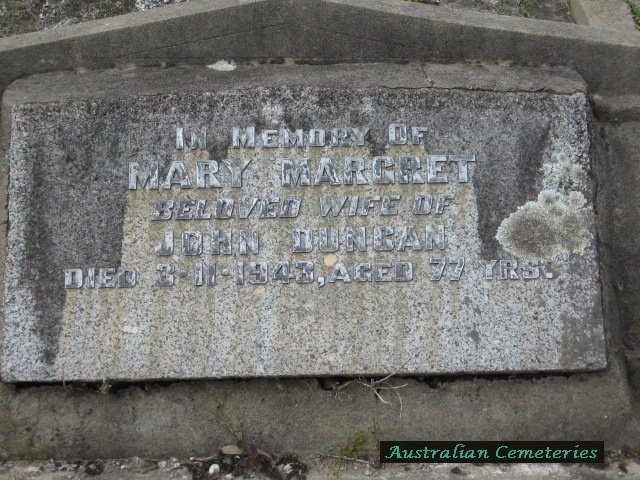 In Memory Of
MARY MARGRET
BELOVED WIFE OF
JOHN DUNCAN
DIED 3-11-1943, AGED 77 YRS.
Australian Cemeteries